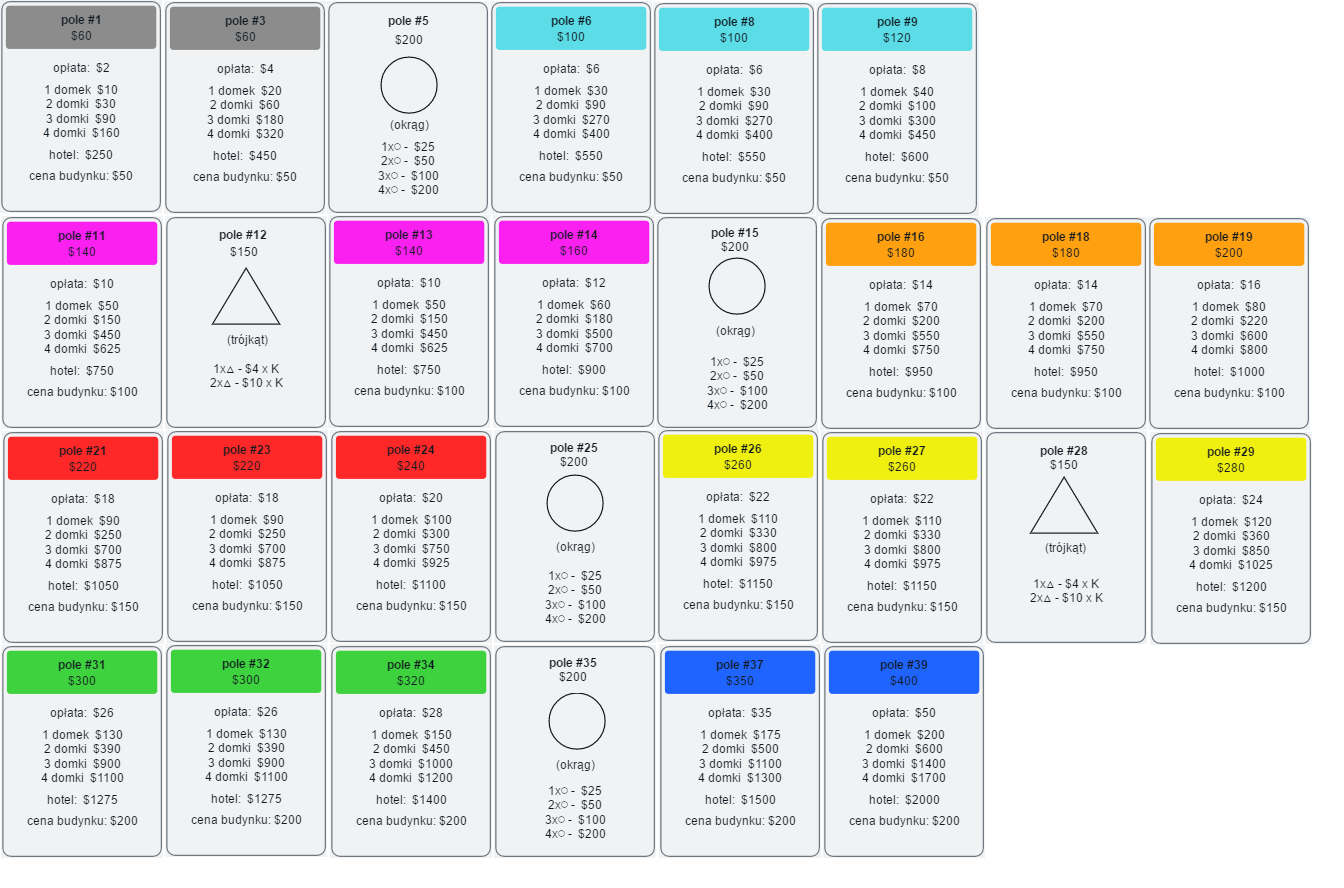 pole #1
$60
opłata: $2
1 domek $10
2 domki $30
3 domki $90
4 domki $160
hotel: $250
cena budynku: $50
pole #3
$60
opłata: $4
1 domek $20
2 domki $60
3 domki $180
4 domki $320
hotel: $450
cena budynku: $50
pole #5
$200
(okrąg)
1x○ - $25
2x○ - $50
3x○ - $100
4x○ - $200
pole #6
$100
opłata: $6
1 domek $30
2 domki $90
3 domki $270
4 domki $400
hotel: $550
cena budynku: $50
pole #8
$100
opłata: $6
1 domek $30
2 domki $90
3 domki $270
4 domki $400
hotel: $550
cena budynku: $50
pole #9
$120
opłata: $8
1 domek $40
2 domki $100
3 domki $300
4 domki $450
hotel: $600
cena budynku: $50
pole #11
$140
opłata: $10
1 domek $50
2 domki $150
3 domki $450
4 domki $625
hotel: $750
cena budynku: $100
pole #12
$150
(trójkąt)
1x△ - $4 x K
2x△ - $10 x K
pole #13
$140
opłata: $10
1 domek $50
2 domki $150
3 domki $450
4 domki $625
hotel: $750
cena budynku: $100
pole #14
$160
opłata: $12
1 domek $60
2 domki $180
3 domki $500
4 domki $700
hotel: $900
cena budynku: $100
pole #15
$200
(okrąg)
1x○ - $25
2x○ - $50
3x○ - $100
4x○ - $200
pole #16
$180
opłata: $14
1 domek $70
2 domki $200
3 domki $550
4 domki $750
hotel: $950
cena budynku: $100
pole #18
$180
opłata: $14
1 domek $70
2 domki $200
3 domki $550
4 domki $750
hotel: $950
cena budynku: $100
pole #19
$200
opłata: $16
1 domek $80
2 domki $220
3 domki $600
4 domki $800
hotel: $1000
cena budynku: $100
pole #21
$220
opłata: $18
1 domek $90
2 domki $250
3 domki $700
4 domki $875
hotel: $1050
cena budynku: $150
pole #23
$220
opłata: $18
1 domek $90
2 domki $250
3 domki $700
4 domki $875
hotel: $1050
cena budynku: $150
pole #24
$240
opłata: $20
1 domek $100
2 domki $300
3 domki $750
4 domki $925
hotel: $1100
cena budynku: $150
pole #25
$200
(okrąg)
1x○ - $25
2x○ - $50
3x○ - $100
4x○ - $200
pole #26
$260
opłata: $22
1 domek $110
2 domki $330
3 domki $800
4 domki $975
hotel: $1150
cena budynku: $150
pole #27
$260
opłata: $22
1 domek $110
2 domki $330
3 domki $800
4 domki $975
hotel: $1150
cena budynku: $150
pole #28
$150
(trójkąt)
1x△ - $4 x K
2x△ - $10 x K
pole #29
$280
opłata: $24
1 domek $120
2 domki $360
3 domki $850
4 domki $1025
hotel: $1200
cena budynku: $150
pole #31
$300
opłata: $26
1 domek $130
2 domki $390
3 domki $900
4 domki $1100
hotel: $1275
cena budynku: $200
pole #32
$300
opłata: $26
1 domek $130
2 domki $390
3 domki $900
4 domki $1100
hotel: $1275
cena budynku: $200
pole #34
$320
opłata: $28
1 domek $150
2 domki $450
3 domki $1000
4 domki $1200
hotel: $1400
cena budynku: $200
pole #35
$200
(okrąg)
1x○ - $25
2x○ - $50
3x○ - $100
4x○ - $200
pole #37
$350
opłata: $35
1 domek $175
2 domki $500
3 domki $1100
4 domki $1300
hotel: $1500
cena budynku: $200
pole #39
$400
opłata: $50
1 domek $200
2 domki $600
3 domki $1400
4 domki $1700
hotel: $2000
cena budynku: $200